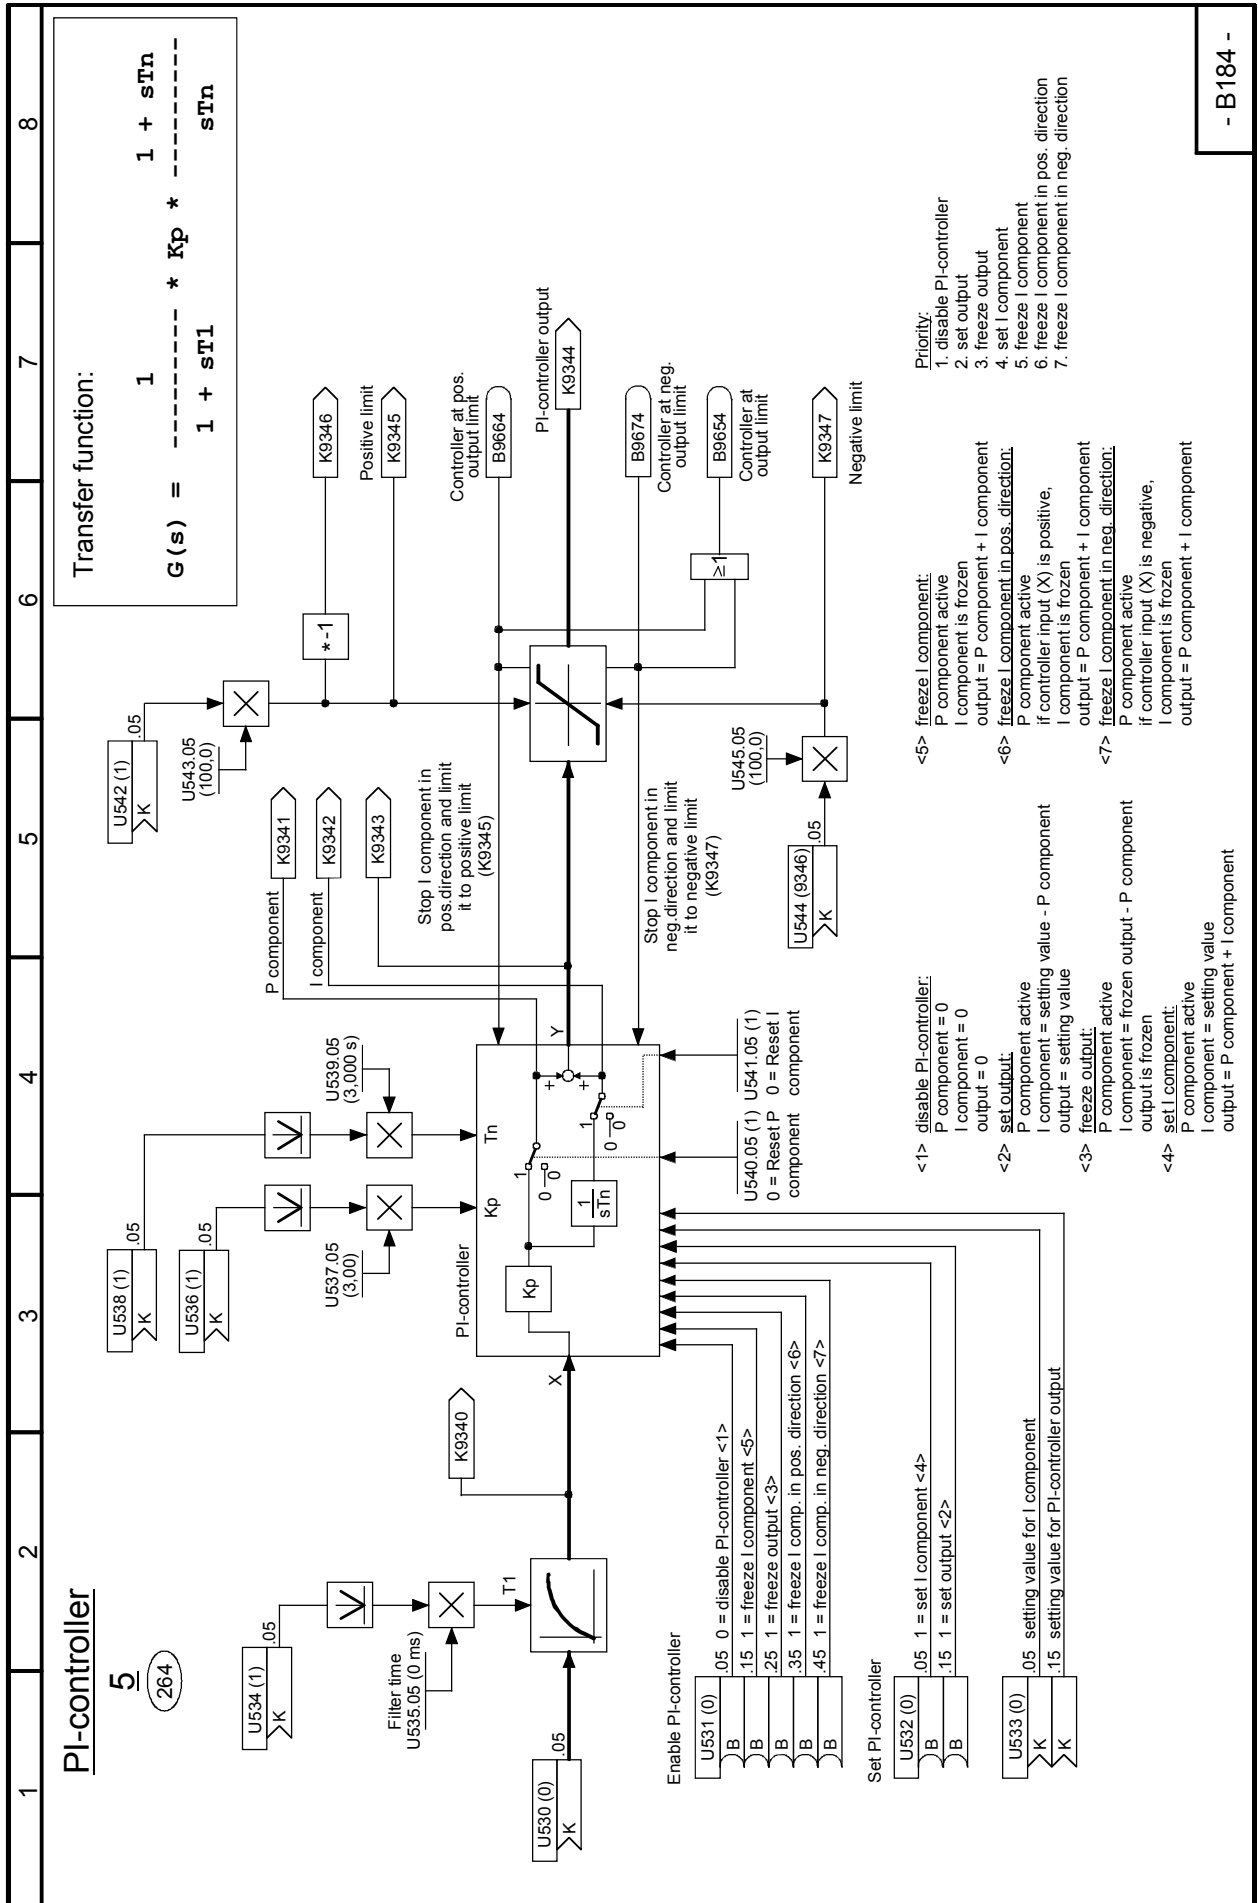 1 2 3 4 5 6 7 8
PI-controller
5
264
Transfer function:
1 1 + sTn
G(s) = -------- * Kp * ----------
1 + sT1 sTn
U534 (1)
K
.05
Filter time
U535.05 (0 ms)
T1
U530 (0)
K
.05
K9340
X
U538 (1)
K
.05
U536 (1)
K
.05
U537.05
(3,00)
U539.05
(3,000 s)
PI-controller
Kp
Tn
Kp
1
sTn
1
0
0
1
0
0
+
+
Y
P component
K9341
I component
K9342
K9343
U540.05 (1)
0 = Reset P
component
U541.05 (1)
0 = Reset I
component
Stop I component in
pos.direction and limit
it to positive limit
(K9345)
Stop I component in
neg.direction and limit
it to negative limit
(K9347)
U542 (1)
K
.05
U543.05
(100,0)
*-1
K9346
Positive limit
K9345
Controller at pos.
output limit
B9664
PI-controller output
K9344
B9674
Controller at neg.
output limit
≥1
B9654
Controller at
output limit
K9347
Negative limit
U545.05
(100,0)
U544 (9346)
K
.05
Enable PI-controller
U531 (0)
B .05 0 = disable PI-controller <1>
B .15 1 = freeze I component <5>
B .25 1 = freeze output <3>
B .35 1 = freeze I comp. in pos. direction <6>
B .45 1 = freeze I comp. in neg. direction <7>
Set PI-controller
U532 (0)
B .05 1 = set I component <4>
B .15 1 = set output <2>
U533 (0)
K .05 setting value for I component
K .15 setting value for PI-controller output
<1> disable PI-controller:
P component = 0
I component = 0
output = 0
<2> set output:
P component active
I component = setting value - P component
output = setting value
<3> freeze output:
P component active
I component = frozen output - P component
output is frozen
<4> set I component:
P component active
I component = setting value
output = P component + I component
<5> freeze I component:
P component active
I component is frozen
output = P component + I component
<6> freeze I component in pos. direction:
P component active
if controller input (X) is positive,
I component is frozen
output = P component + I component
<7> freeze I component in neg. direction:
P component active
if controller input (X) is negative,
I component is frozen
output = P component + I component
Priority:
1. disable PI-controller
2. set output
3. freeze output
4. set I component
5. freeze I component
6. freeze I component in pos. direction
7. freeze I component in neg. direction
- B184 -